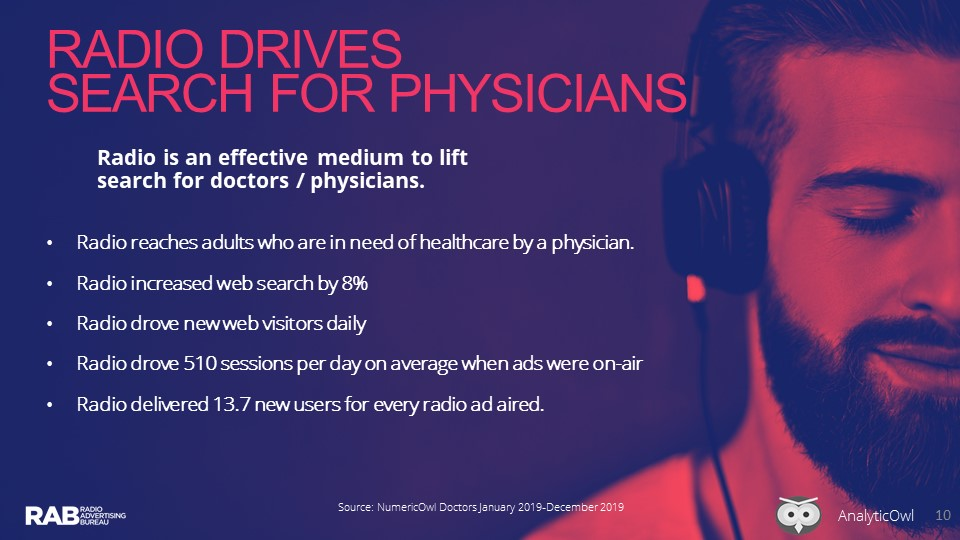 RADIO DRIVES
SEARCH FOR PHYSICIANS
Radio is an effective medium to lift
search for doctors / physicians.
• Radio reaches adults who are in need of healthcare by a physician.
• Radio increased web search by 8%
• Radio drove new web visitors daily
• Radio drove 510 sessions per day on average when ads were on-air
• Radio delivered 13.7 new users for every radio ad aired.
RAB RADIO
ADVERTISING
BUREAU
Source: NumericOwl Doctors January 2019-December 2019
AnalyticOwl
10